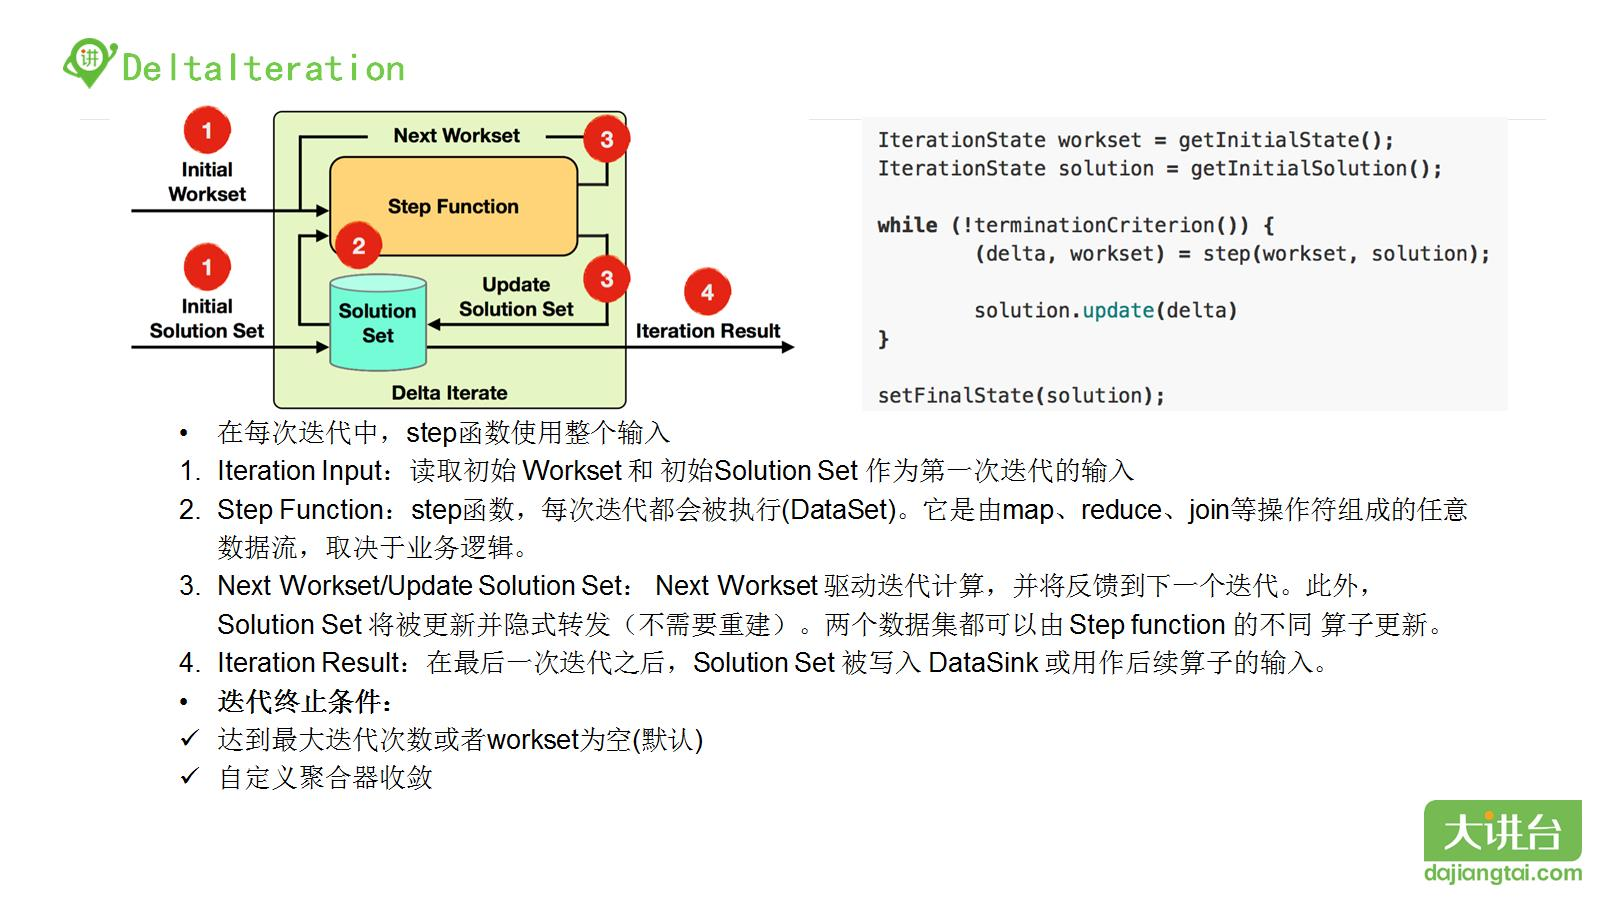 讲
DeltaIteration
1
Initial
Workset
1
Initial
Solution Set
Next Workset
3
Step Function
2
Solution
Set
Update
Solution Set
3
4
Iteration Result
Delta Iterate
IterationState workset = getInitialState();
IterationState solution = getInitialSolution();
while (!terminationCriterion()) {
(delta, workset) = step(workset, solution);
solution.update(delta)
}
setFinalState(solution);
• 在每次迭代中，step函数使用整个输入
1. Iteration Input：读取初始 Workset 和 初始Solution Set 作为第一次迭代的输入
2. Step Function：step函数，每次迭代都会被执行(DataSet)。它是由map、reduce、join等操作符组成的任意
数据流，取决于业务逻辑。
3. Next Workset/Update Solution Set： Next Workset 驱动迭代计算，并将反馈到下一个迭代。此外，
Solution Set 将被更新并隐式转发（不需要重建）。两个数据集都可以由 Step function 的不同 算子更新。
4. Iteration Result：在最后一次迭代之后，Solution Set 被写入 DataSink 或用作后续算子的输入。
• 迭代终止条件：
✓ 达到最大迭代次数或者workset为空(默认)
✓ 自定义聚合器收敛
大讲台
dajiangtai.com